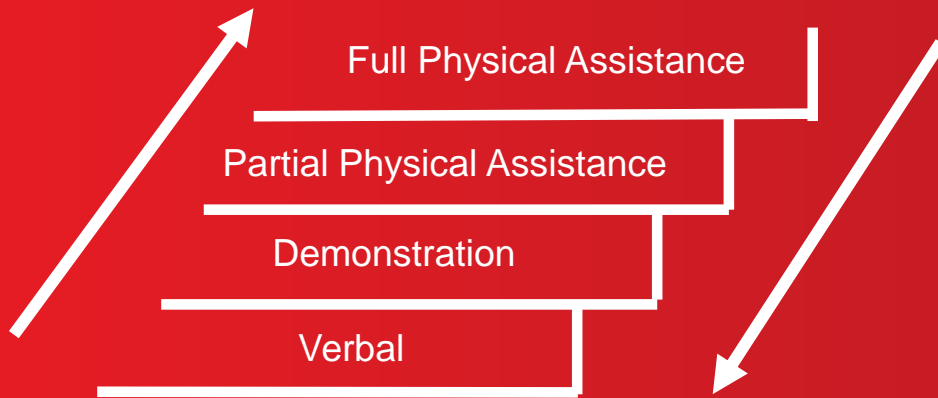 Full Physical Assistance
Partial Physical Assistance
Demonstration
Verbal